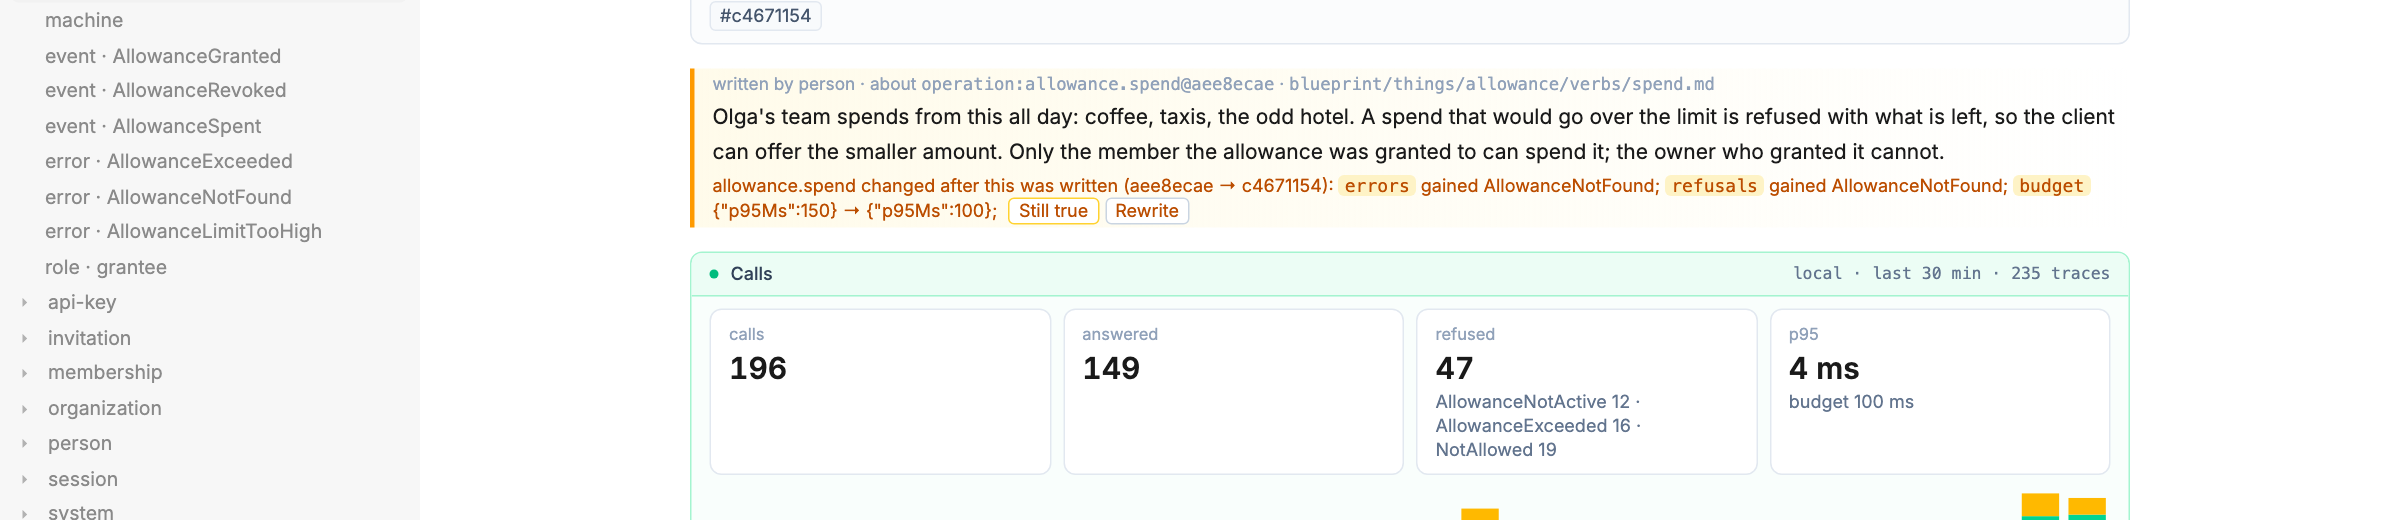 machine
event · AllowanceGranted
event · AllowanceRevoked
event · AllowanceSpent
error · AllowanceExceeded
error · AllowanceNotFound
error · AllowanceLimitTooHigh
role · grantee
api-key
invitation
membership
organization
person
session
system
#c4671154
written by person · about operation:allowance.spend@aee8ecae · blueprint/things/allowance/verbs/spend.md
Olga's team spends from this all day: coffee, taxis, the odd hotel. A spend that would go over the limit is refused with what is left, so the client
can offer the smaller amount. Only the member the allowance was granted to can spend it; the owner who granted it cannot.
allowance.spend changed after this was written (aee8ecae → c4671154): errors gained AllowanceNotFound; refusals gained AllowanceNotFound; budget
{"p95Ms":150} → {"p95Ms":100}; Still true Rewrite
Calls
local · last 30 min · 235 traces
calls
196
answered
149
refused
47
AllowanceNotActive 12 ·
AllowanceExceeded 16 ·
NotAllowed 19
p95
4 ms
budget 100 ms